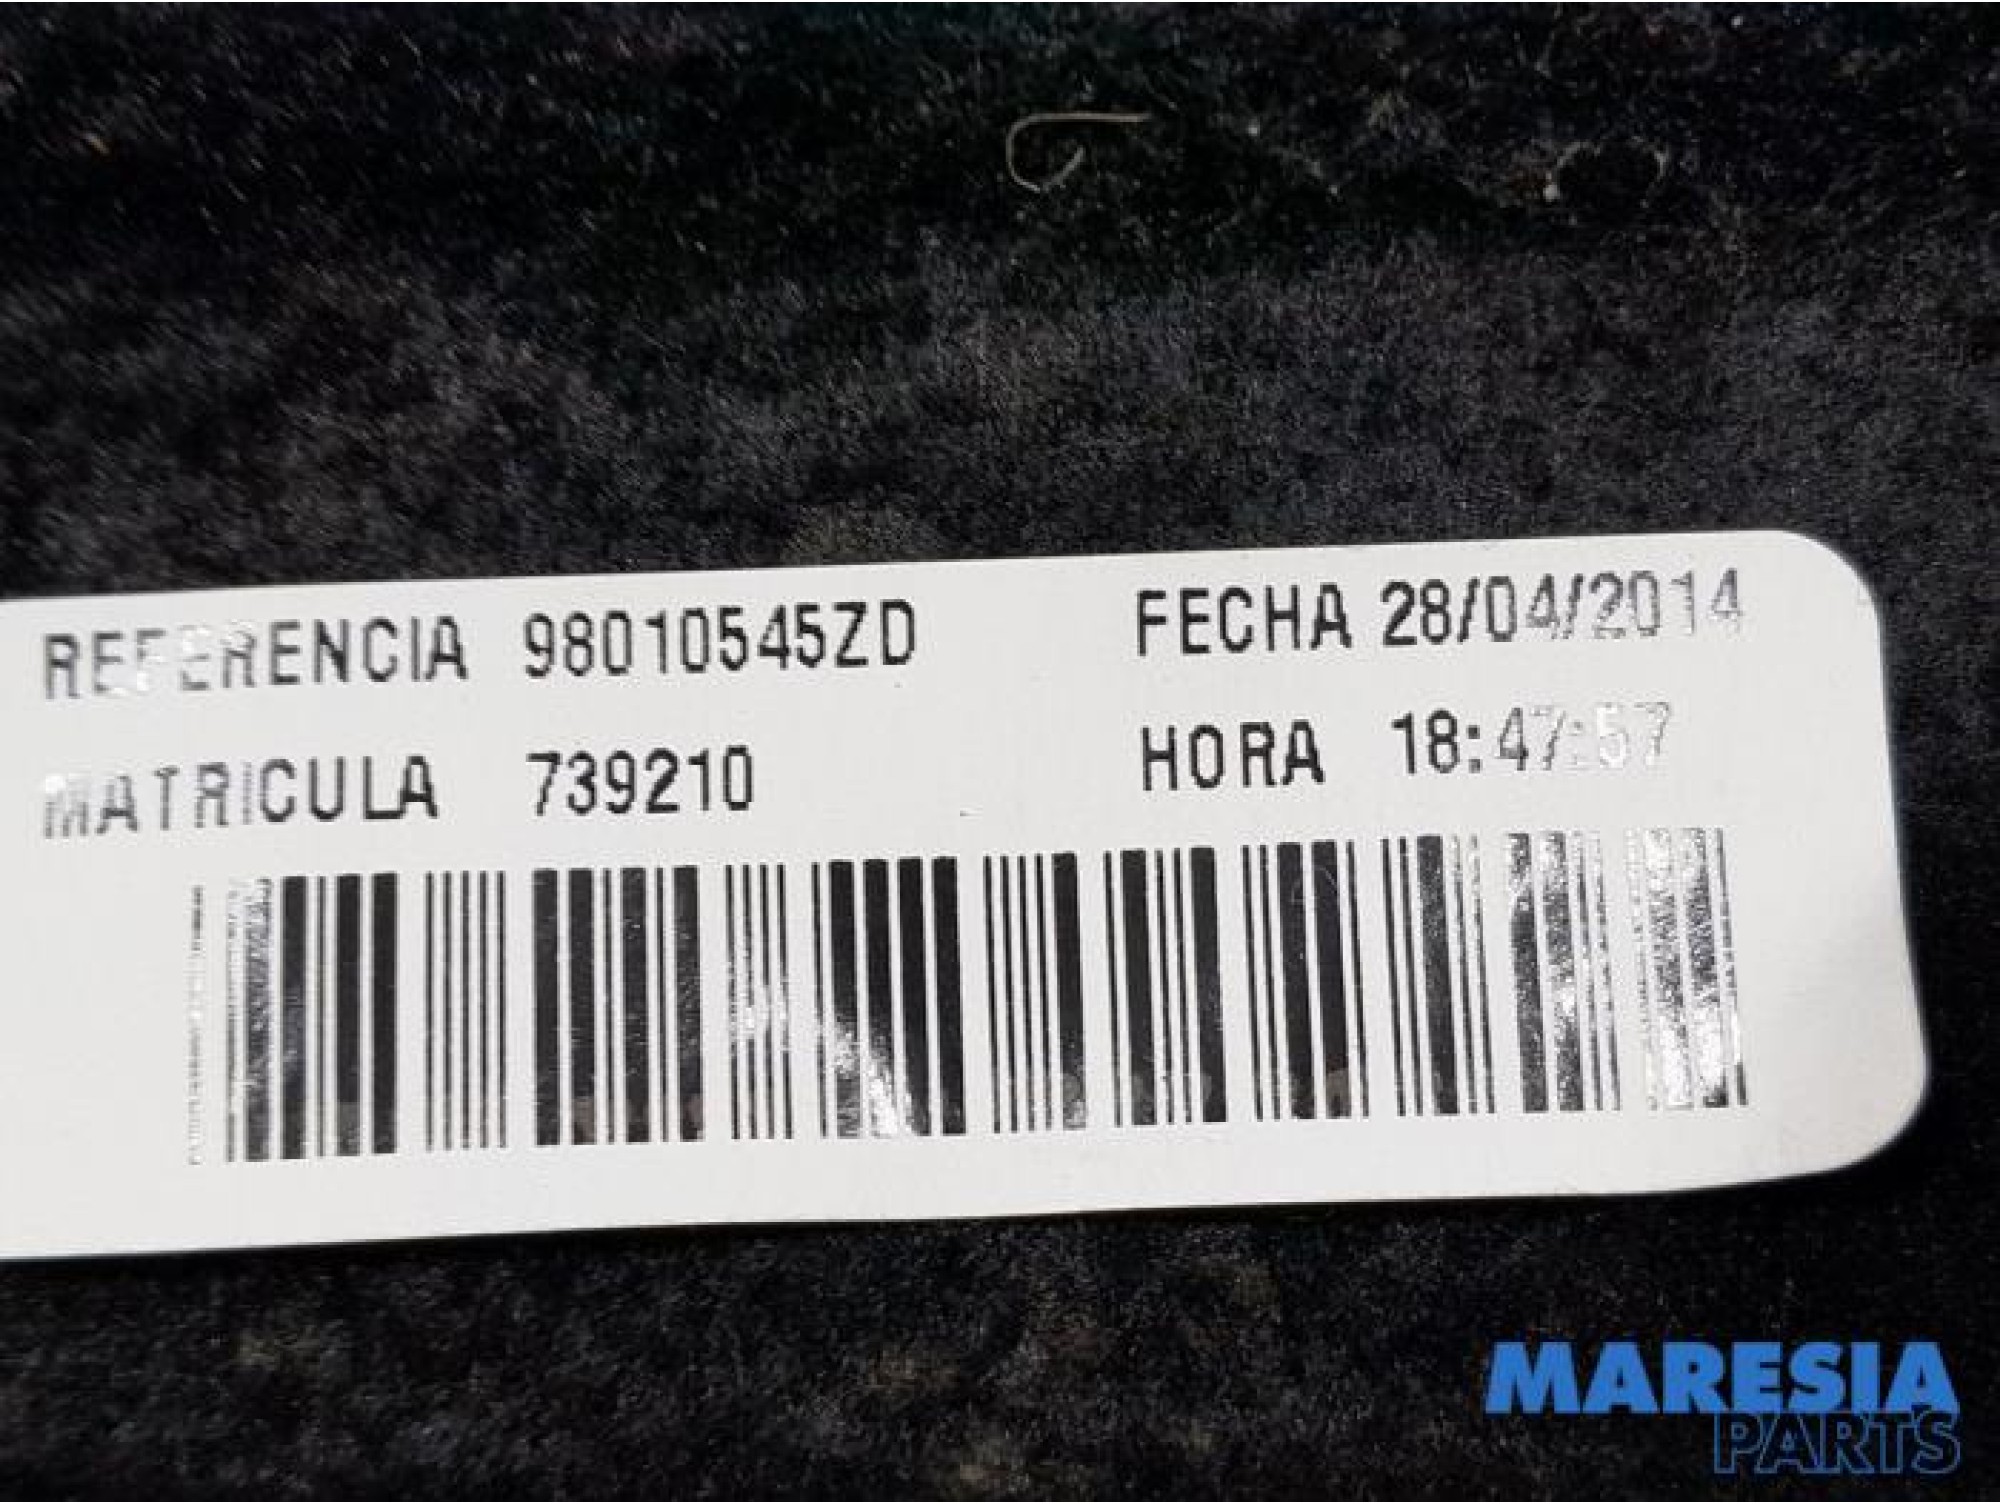 REFERENCIA 98010545ZD FECHA 28/04/2014
MATRICULA 739210 HORA 18:47:57
MARESIA
PARTS